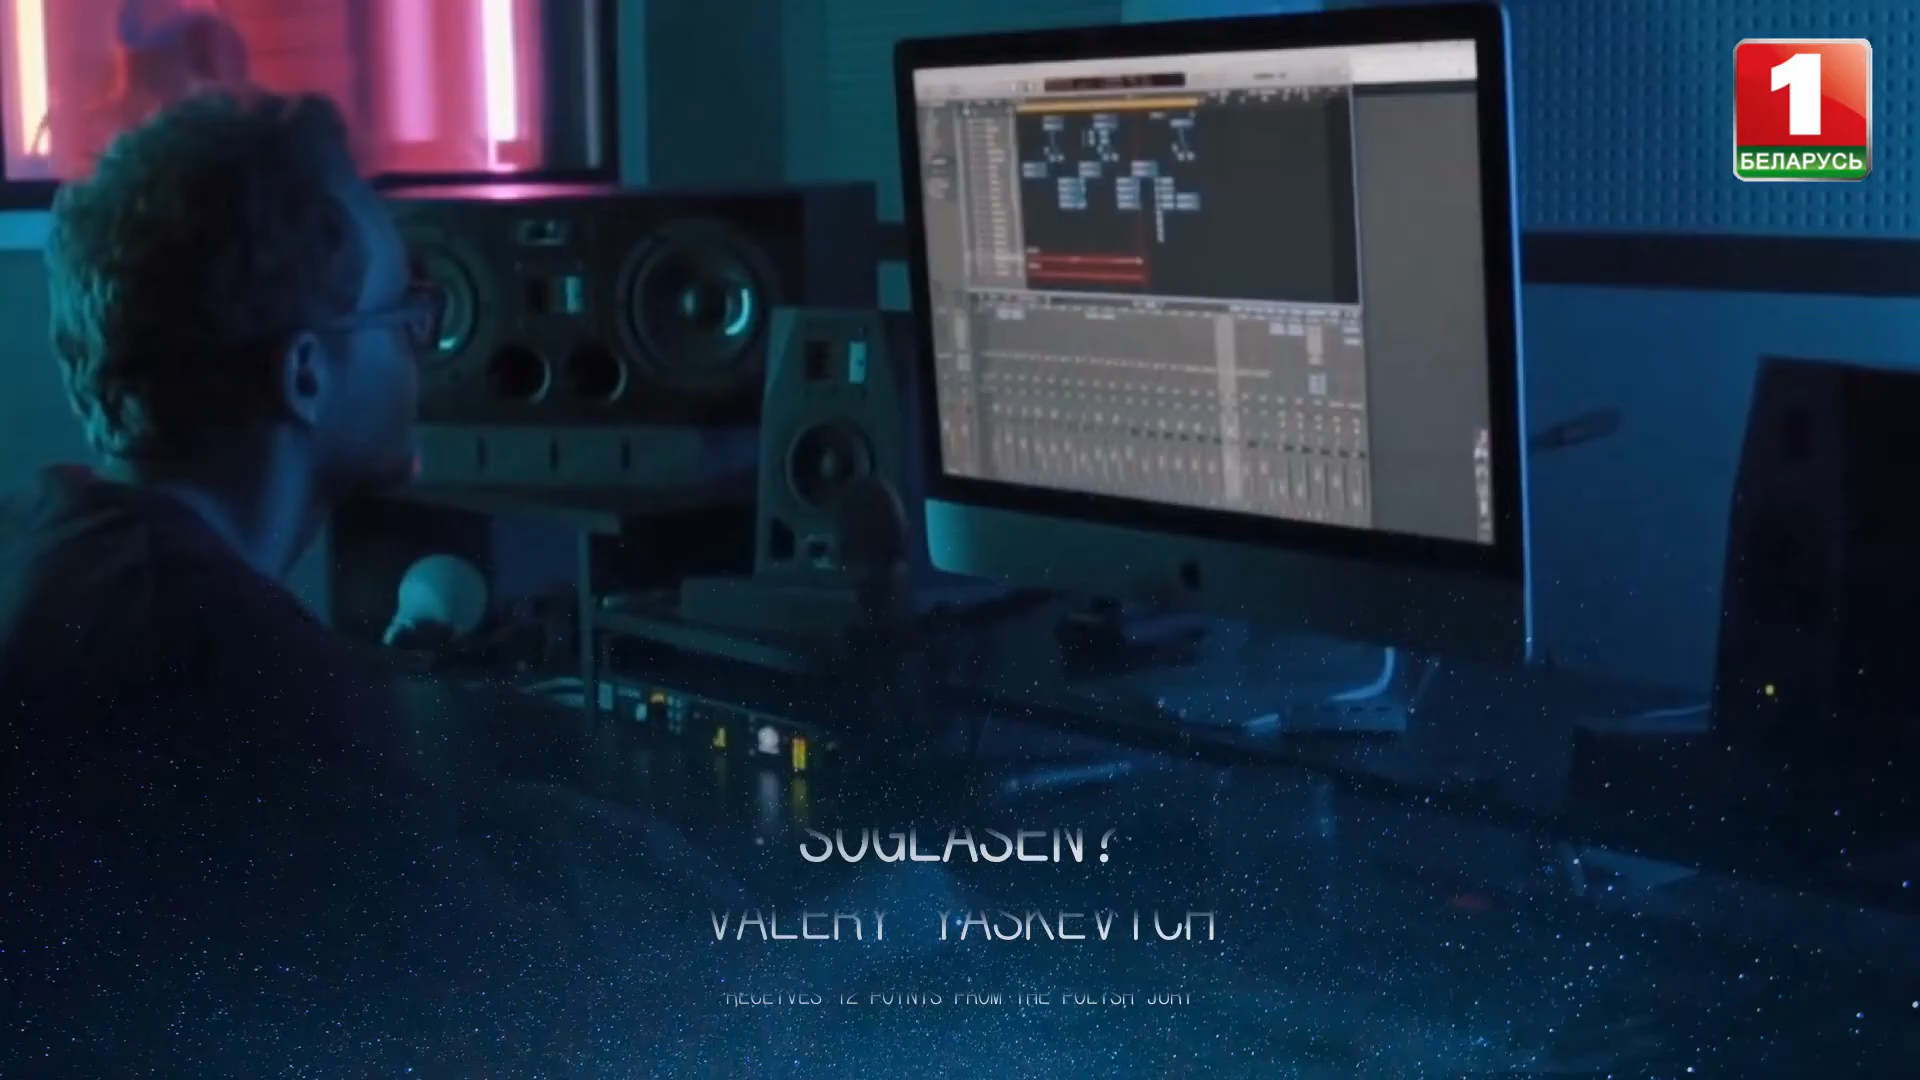 1
БЕЛАРУСЬ
SOGLASEN?
VALERY YASKEVICH
RECEIVES 12 POINTS FROM THE POLISH JURY